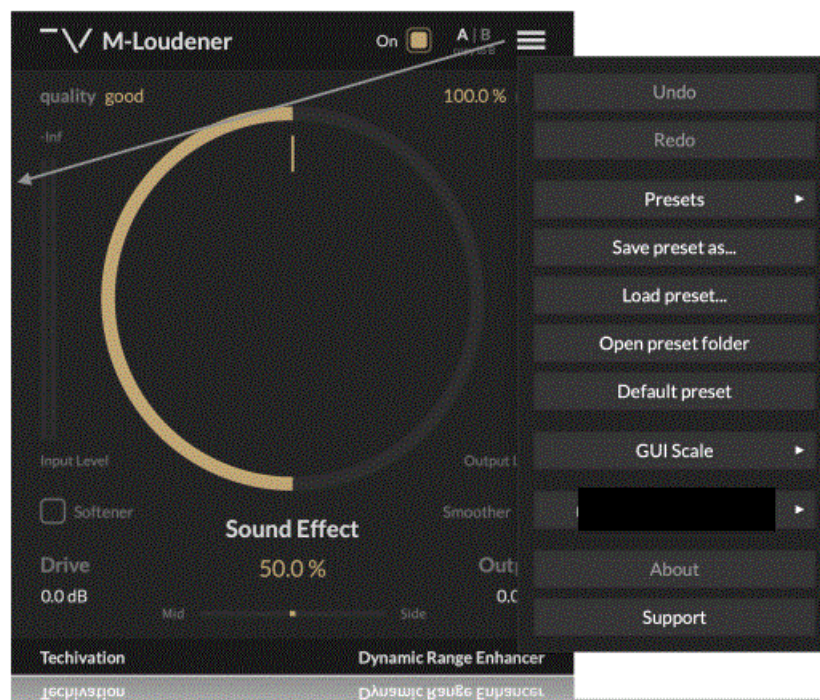 M-Loudener
On
A | B
quality good
100.0 %
-Inf
Undo
Redo
Presets
Save preset as...
Load preset...
Open preset folder
Default preset
GUI Scale
About
Support
Input Level
Output L
Softener
Smoother
Sound Effect
Drive
50.0 %
Outp
0.0 dB
0.0
Mid
Side
Techivation
Dynamic Range Enhancer